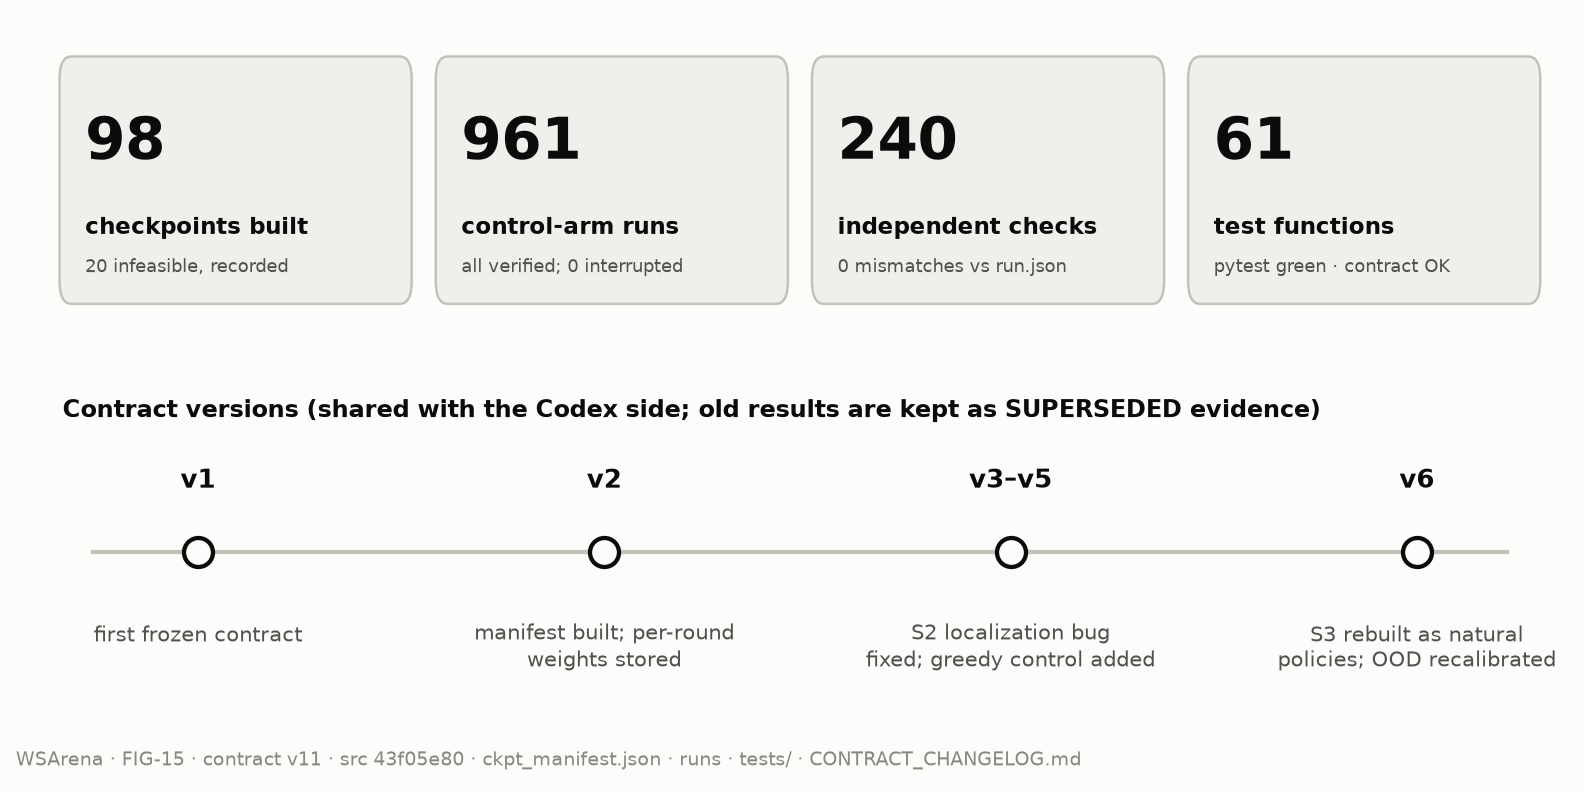 98
checkpoints built
20 infeasible, recorded
961
control-arm runs
all verified; 0 interrupted
240
independent checks
0 mismatches vs run.json
61
test functions
pytest green · contract OK
Contract versions (shared with the Codex side; old results are kept as SUPERSEDED evidence)
v1
v2
v3–v5
v6
first frozen contract
manifest built; per-round
weights stored
S2 localization bug
fixed; greedy control added
S3 rebuilt as natural
policies; OOD recalibrated
WSArena · FIG-15 · contract v11 · src 43f05e80 · ckpt_manifest.json · runs · tests/ · CONTRACT_CHANGELOG.md